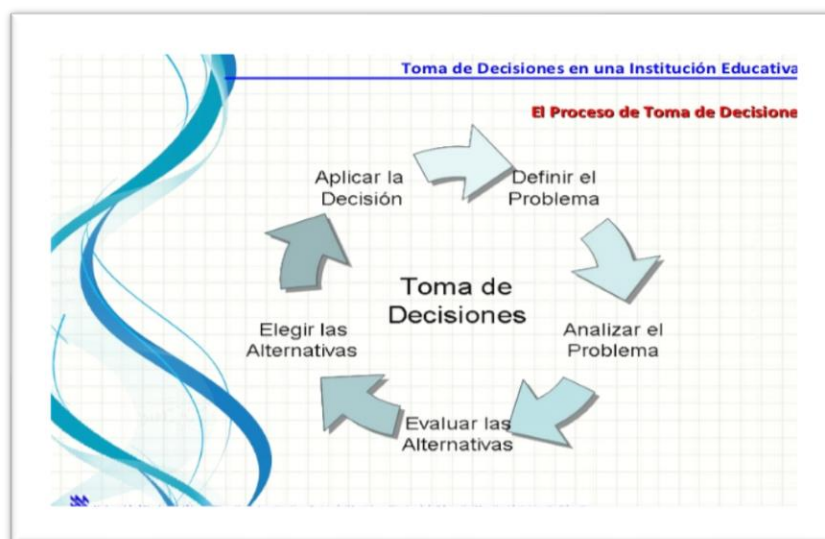 Toma de Decisiones en una Institución Educativa
El Proceso de Toma de Decisione
Aplicar la
Decisión
Definir el
Problema
Toma de
Decisiones
Elegir las
Alternativas
Analizar el
Problema
Evaluar las
Alternativas